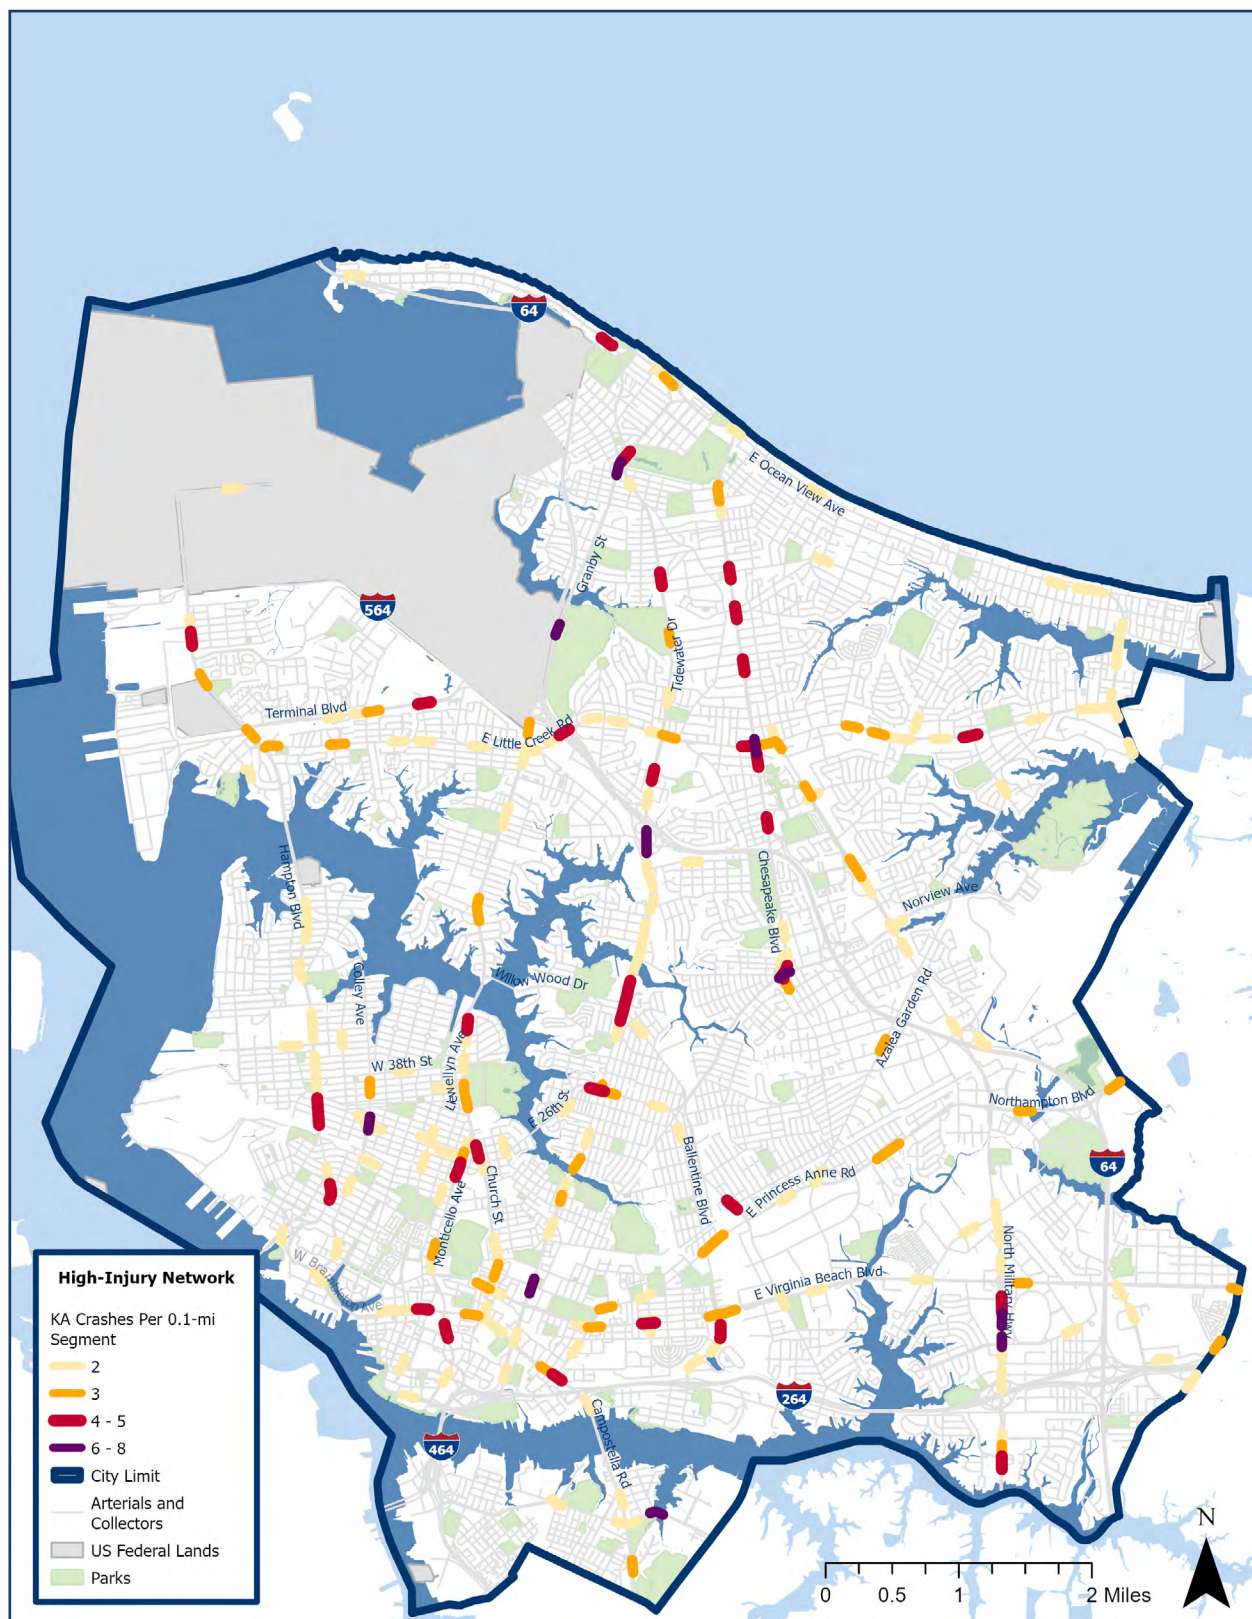 64
E Ocean View Ave
Granby St
564
Tidewater Dr
Terminal Blvd
E Little Creek Rd
Hampton Blvd
Chesapeake Blvd
Norview Ave
Colley Ave
Willow Wood Dr
Azalea Garden Rd
Llewellyn Ave
W 38th St
Northampton Blvd
E 26th St
Ballentine Blvd
64
Church St
E Princess Anne Rd
Monticello Ave
North Military Hwy
W Brambleton Ave
E Virginia Beach Blvd
264
Campostella Rd
464
High-Injury Network
KA Crashes Per 0.1-mi
Segment
2
3
4 - 5
6 - 8
City Limit
Arterials and
Collectors
US Federal Lands
Parks
N
0 0.5 1 2 Miles